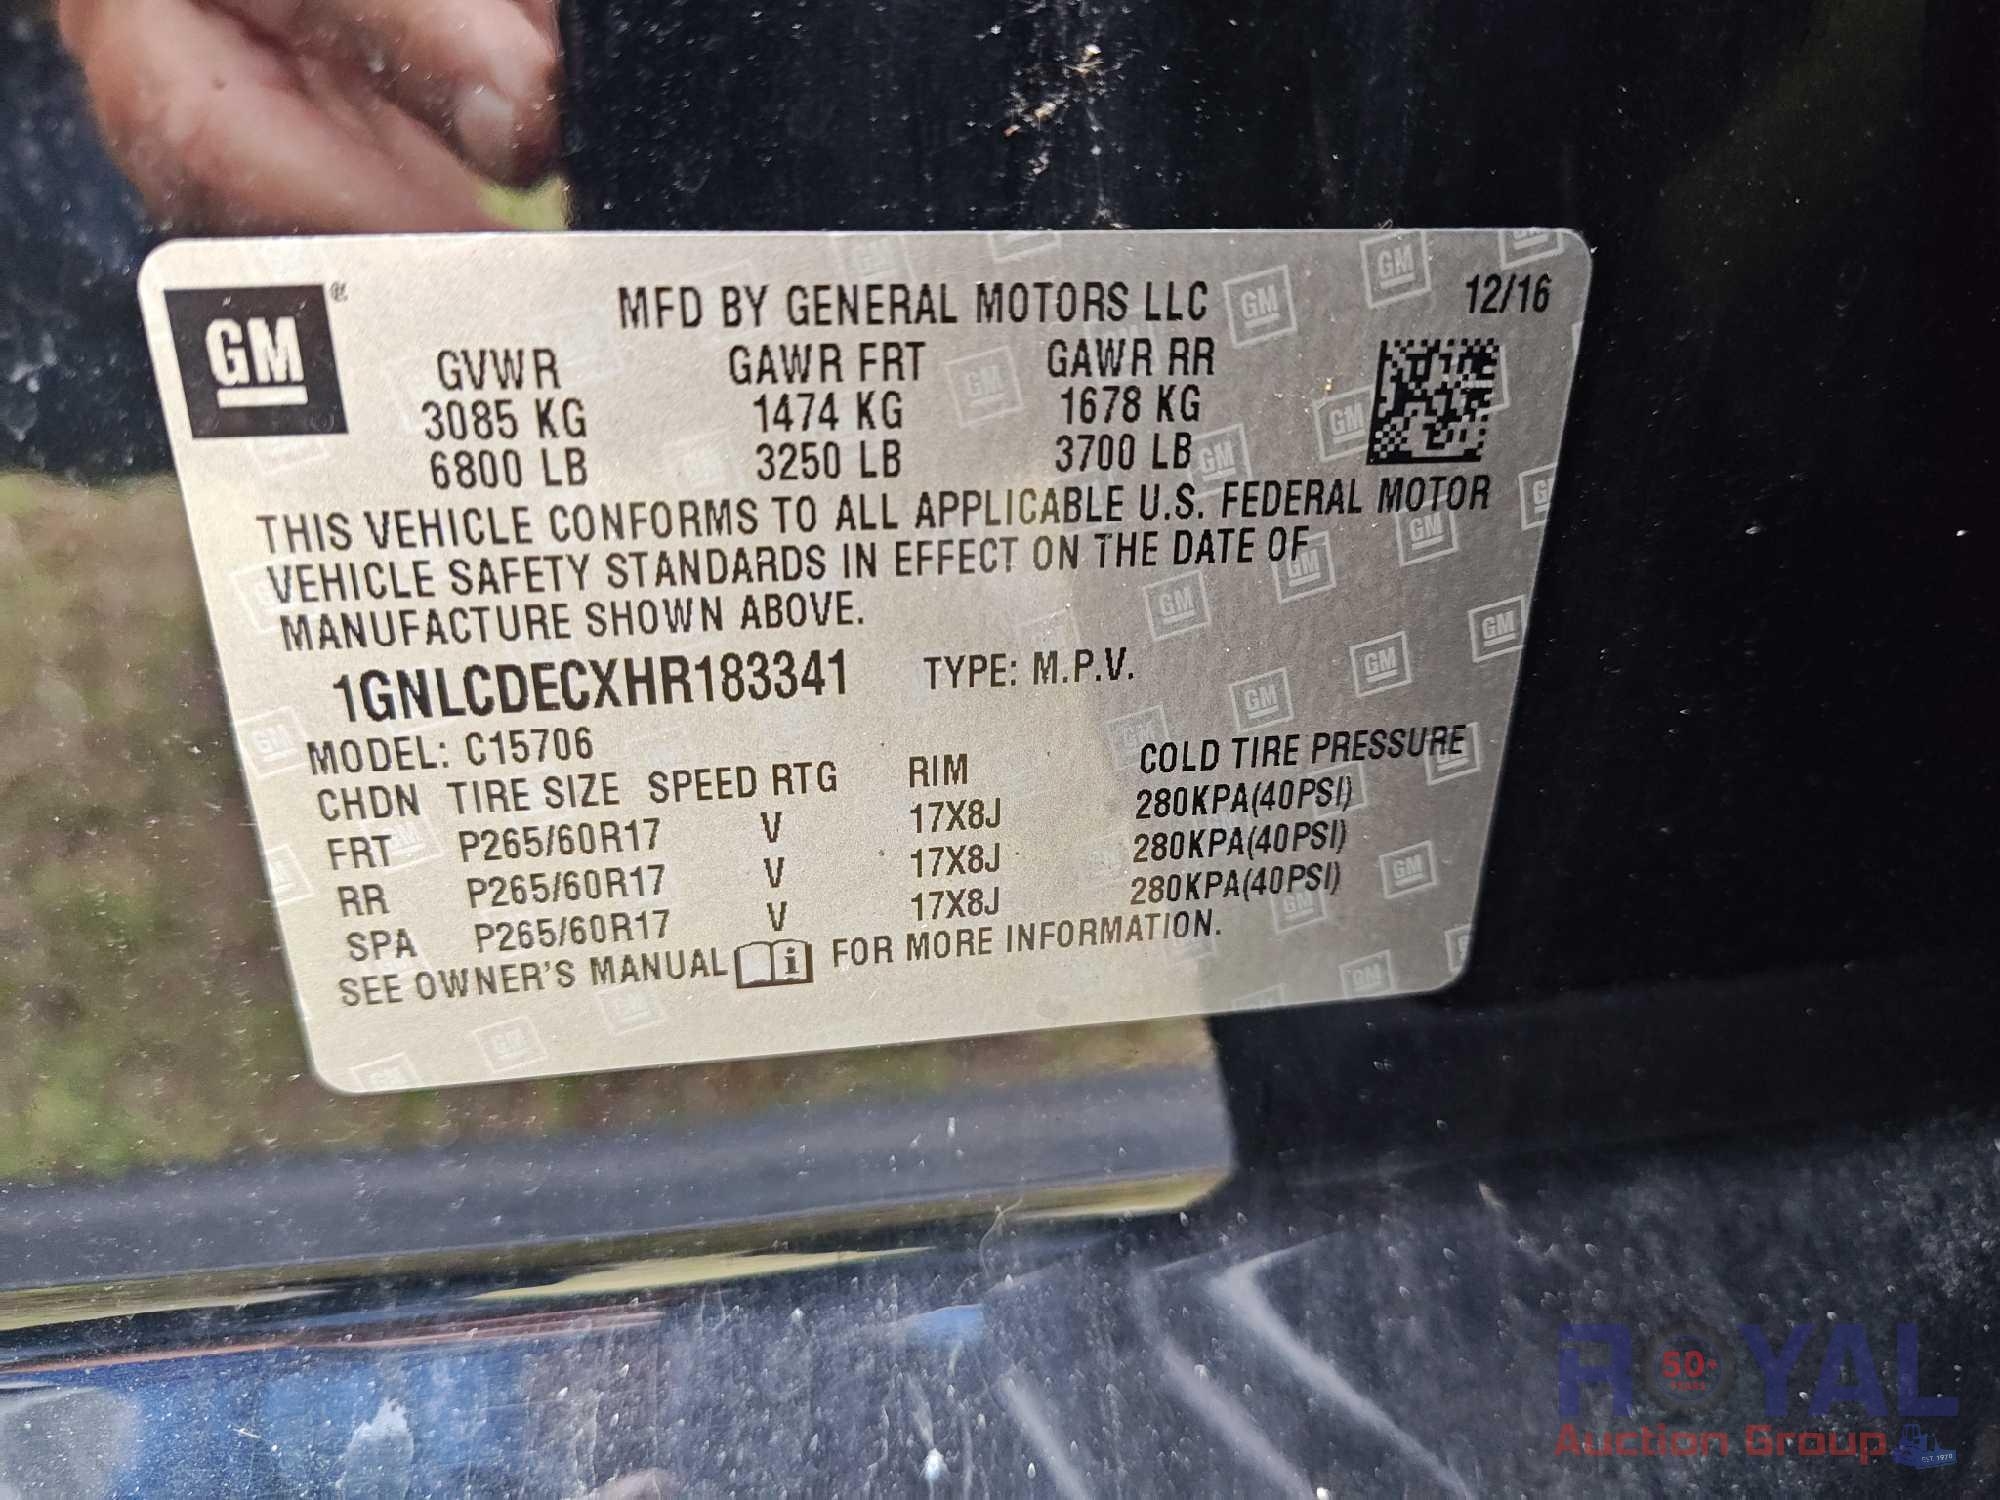 GM
MFD BY GENERAL MOTORS LLC 12/16
GVWR GAWR FRT GAWR RR
3085 KG 1474 KG 1678 KG
6800 LB 3250 LB 3700 LB
THIS VEHICLE CONFORMS TO ALL APPLICABLE U.S. FEDERAL MOTOR
VEHICLE SAFETY STANDARDS IN EFFECT ON THE DATE OF
MANUFACTURE SHOWN ABOVE.
1GNLCDECXHR183341 TYPE: M.P.V.
MODEL: C15706
CHDN TIRE SIZE SPEED RTG RIM COLD TIRE PRESSURE
FRT P265/60R17 V 17X8J 280KPA(40PSI)
RR P265/60R17 V 17X8J 280KPA(40PSI)
SPA P265/60R17 V 17X8J 280KPA(40PSI)
SEE OWNER'S MANUAL FOR MORE INFORMATION.
ROYAL
50+ YEARS
Auction Group
EST. 1970